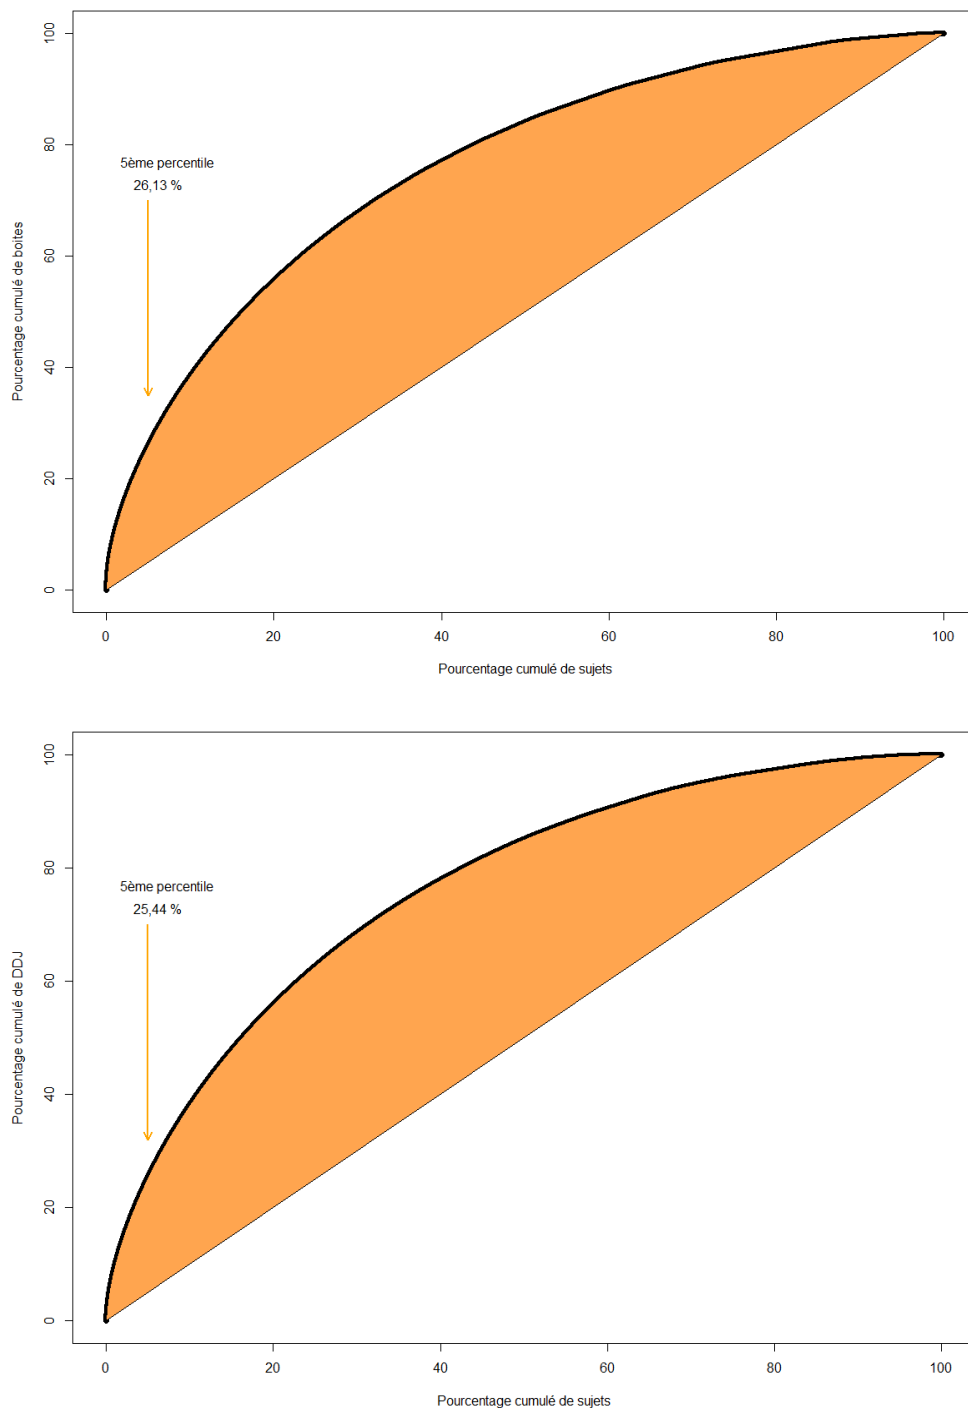 100
80
60
40
20
0
Pourcentage cumulé de boites
5ème percentile
26,13 %
0 20 40 60 80 100
Pourcentage cumulé de sujets
100
80
60
40
20
0
Pourcentage cumulé de DDJ
5ème percentile
25,44 %
0 20 40 60 80 100
Pourcentage cumulé de sujets